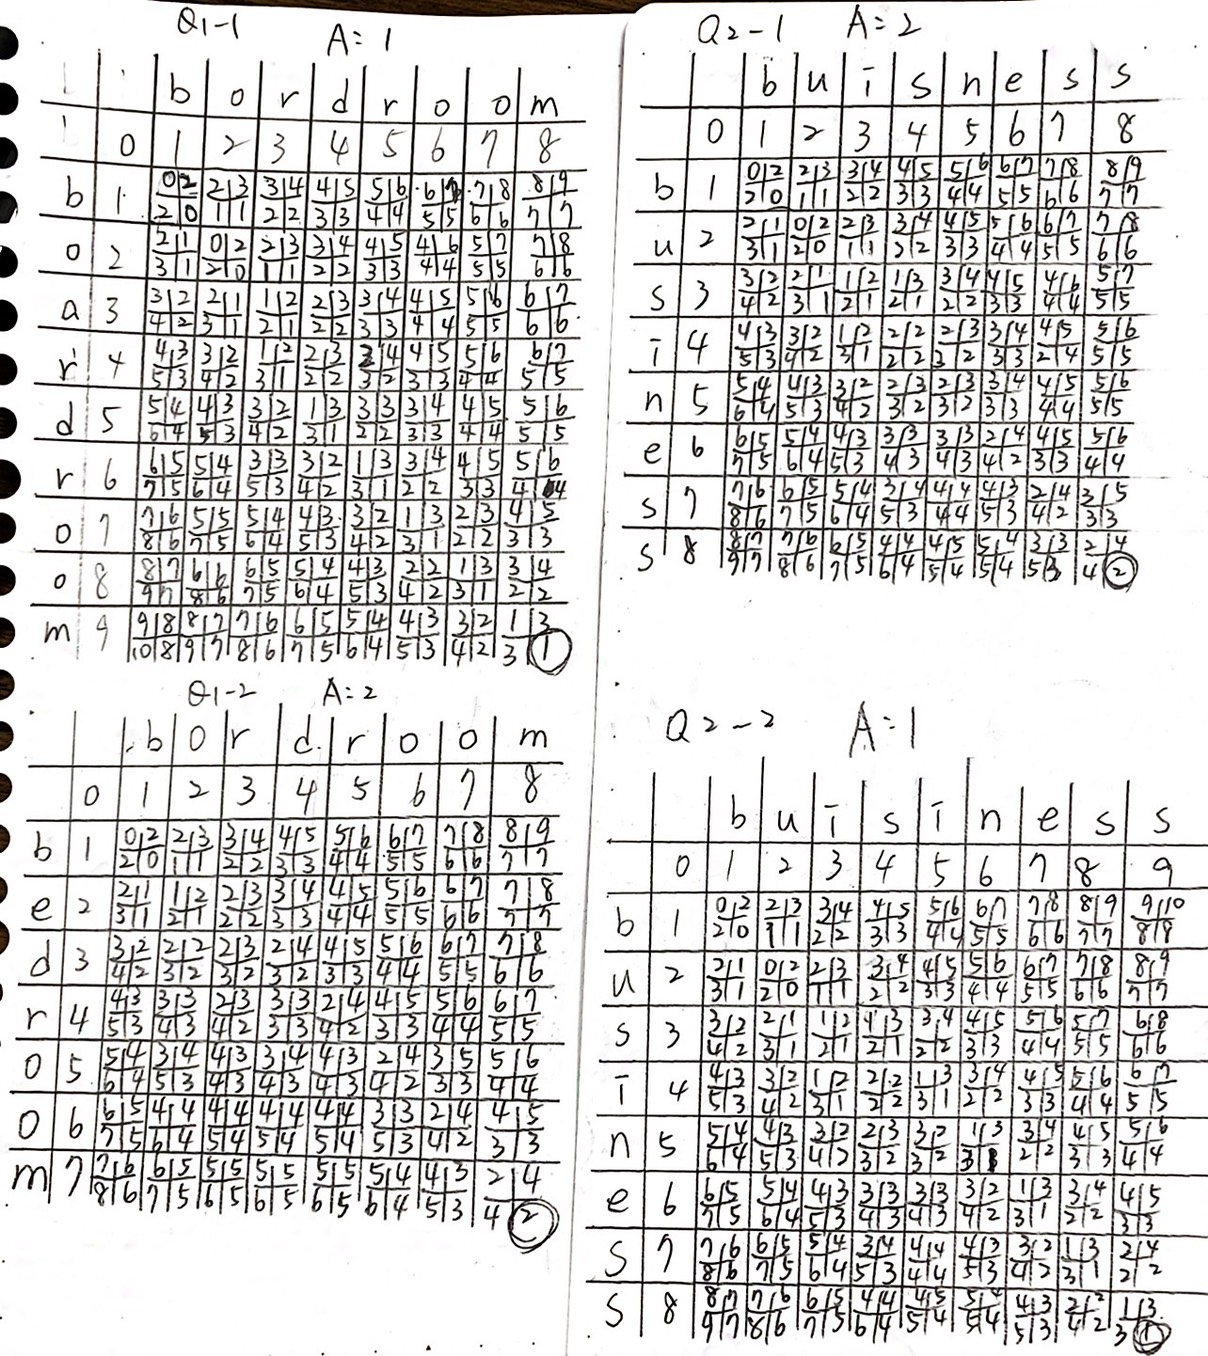 Q1-1 A=1
b o r d r o o m
0 1 2 3 4 5 6 7 8
0|2 2|3 3|4 4|5 5|6 6|7 7|8 8|9
b 1 2|0 1|1 2|2 3|3 4|4 5|5 6|6 7|7
2|1 0|2 2|3 3|4 4|5 4|6 5|7 7|8
o 2 3|1 2|0 1|1 2|2 3|3 4|4 5|5 6|6
3|2 2|1 1|2 2|3 3|4 4|5 5|6 6|7
a 3 4|2 3|1 2|1 2|2 3|3 4|4 5|5 6|6
4|3 3|2 1|2 2|3 2|4 4|5 5|6 6|7
r 4 5|3 4|2 3|1 2|2 3|2 3|3 4|4 5|5
5|4 4|3 3|2 1|3 3|3 3|4 4|5 5|6
d 5 6|4 5|3 4|2 3|1 2|2 3|3 4|4 5|5
6|5 5|4 3|3 3|2 1|3 3|4 4|5 5|6
r 6 7|5 6|4 5|3 4|2 3|1 2|2 3|3 4|4
7|6 5|5 5|4 4|3 3|2 1|3 2|3 4|5
o 7 8|6 7|5 6|4 5|3 4|2 3|1 2|2 3|3
8|7 6|6 6|5 5|4 4|3 2|2 1|3 3|4
o 8 9|7 8|6 7|5 6|4 5|3 4|2 3|1 2|2
9|8 8|7 7|6 6|5 5|4 4|3 3|2 1|3
m 9 10|8 9|7 8|6 7|5 6|4 5|3 4|2 3|1
Q1-2 A=2
b o r d r o o m
0 1 2 3 4 5 6 7 8
0|2 2|3 3|4 4|5 5|6 6|7 7|8 8|9
b 1 2|0 1|1 2|2 3|3 4|4 5|5 6|6 7|7
2|1 1|2 2|3 3|4 4|5 5|6 6|7 7|8
e 2 3|1 2|1 2|2 3|3 4|4 5|5 6|6 7|7
3|2 2|2 2|3 2|4 4|5 5|6 6|7 7|8
d 3 4|2 3|2 3|2 3|2 3|3 4|4 5|5 6|6
4|3 3|3 2|3 3|3 2|4 4|5 5|6 6|7
r 4 5|3 4|3 4|2 3|3 4|2 3|3 4|4 5|5
5|4 3|4 4|3 3|4 4|3 2|4 3|5 5|6
o 5 6|4 5|3 4|3 4|3 4|3 4|2 3|3 4|4
6|5 4|4 4|4 4|4 4|4 3|3 2|4 4|5
o 6 7|5 6|4 5|4 5|4 5|4 5|3 4|2 3|3
7|6 6|5 5|5 5|5 5|5 5|4 4|3 2|4
m 7 8|6 7|5 6|5 6|5 6|5 6|4 5|3 4|2
Q2-1 A=2
b u i s n e s s
0 1 2 3 4 5 6 7 8
0|2 2|3 3|4 4|5 5|6 6|7 7|8 8|9
b 1 2|0 1|1 2|2 3|3 4|4 5|5 6|6 7|7
2|1 0|2 2|3 3|4 4|5 5|6 6|7 7|8
u 2 3|1 2|0 1|1 2|2 3|3 4|4 5|5 6|6
3|2 2|1 1|2 1|3 3|4 4|5 4|6 5|7
s 3 4|2 3|1 2|1 2|1 2|2 3|3 4|4 5|5
4|3 3|2 1|2 2|2 2|3 3|4 4|5 5|6
i 4 5|3 4|2 3|1 2|2 3|2 3|3 2|4 5|5
5|4 4|3 3|2 2|3 2|3 3|4 4|5 5|6
n 5 6|4 5|3 4|2 3|2 3|2 3|3 4|4 5|5
6|5 5|4 4|3 3|3 3|3 2|4 4|5 5|6
e 6 7|5 6|4 5|3 4|3 4|3 4|2 3|3 4|4
7|6 6|5 5|4 3|4 4|4 4|3 2|4 3|5
s 7 8|6 7|5 6|4 5|3 4|4 5|3 4|2 3|3
8|7 7|6 6|5 4|4 4|5 5|4 3|3 2|4
s 8 9|7 8|6 7|5 6|4 5|4 5|4 5|3 4|2
Q2-2 A=1
b u i s i n e s s
0 1 2 3 4 5 6 7 8 9
0|2 2|3 3|4 4|5 5|6 6|7 7|8 8|9 9|10
b 1 2|0 1|1 2|2 3|3 4|4 5|5 6|6 7|7 8|8
2|1 0|2 2|3 3|4 4|5 5|6 6|7 7|8 8|9
u 2 3|1 2|0 1|1 2|2 3|3 4|4 5|5 6|6 7|7
3|2 2|1 1|2 1|3 3|4 4|5 5|6 5|7 6|8
s 3 4|2 3|1 2|1 2|1 2|2 3|3 4|4 5|5 6|6
4|3 3|2 1|2 2|2 1|3 3|4 4|5 5|6 6|7
i 4 5|3 4|2 3|1 2|2 3|1 2|2 3|3 4|4 5|5
5|4 4|3 3|2 2|3 3|2 1|3 3|4 4|5 5|6
n 5 6|4 5|3 4|2 3|2 3|2 3|1 2|2 3|3 4|4
6|5 5|4 4|3 3|3 3|3 3|2 1|3 3|4 4|5
e 6 7|5 6|4 5|3 4|3 4|3 4|2 3|1 2|2 3|3
7|6 6|5 5|4 3|4 4|4 4|3 3|2 1|3 2|4
s 7 8|6 7|5 6|4 5|3 4|4 5|3 4|2 3|1 2|2
8|7 7|6 6|5 4|4 4|5 5|4 4|3 2|2 1|3
s 8 9|7 8|6 7|5 6|4 5|4 5|4 5|3 4|2 3|1